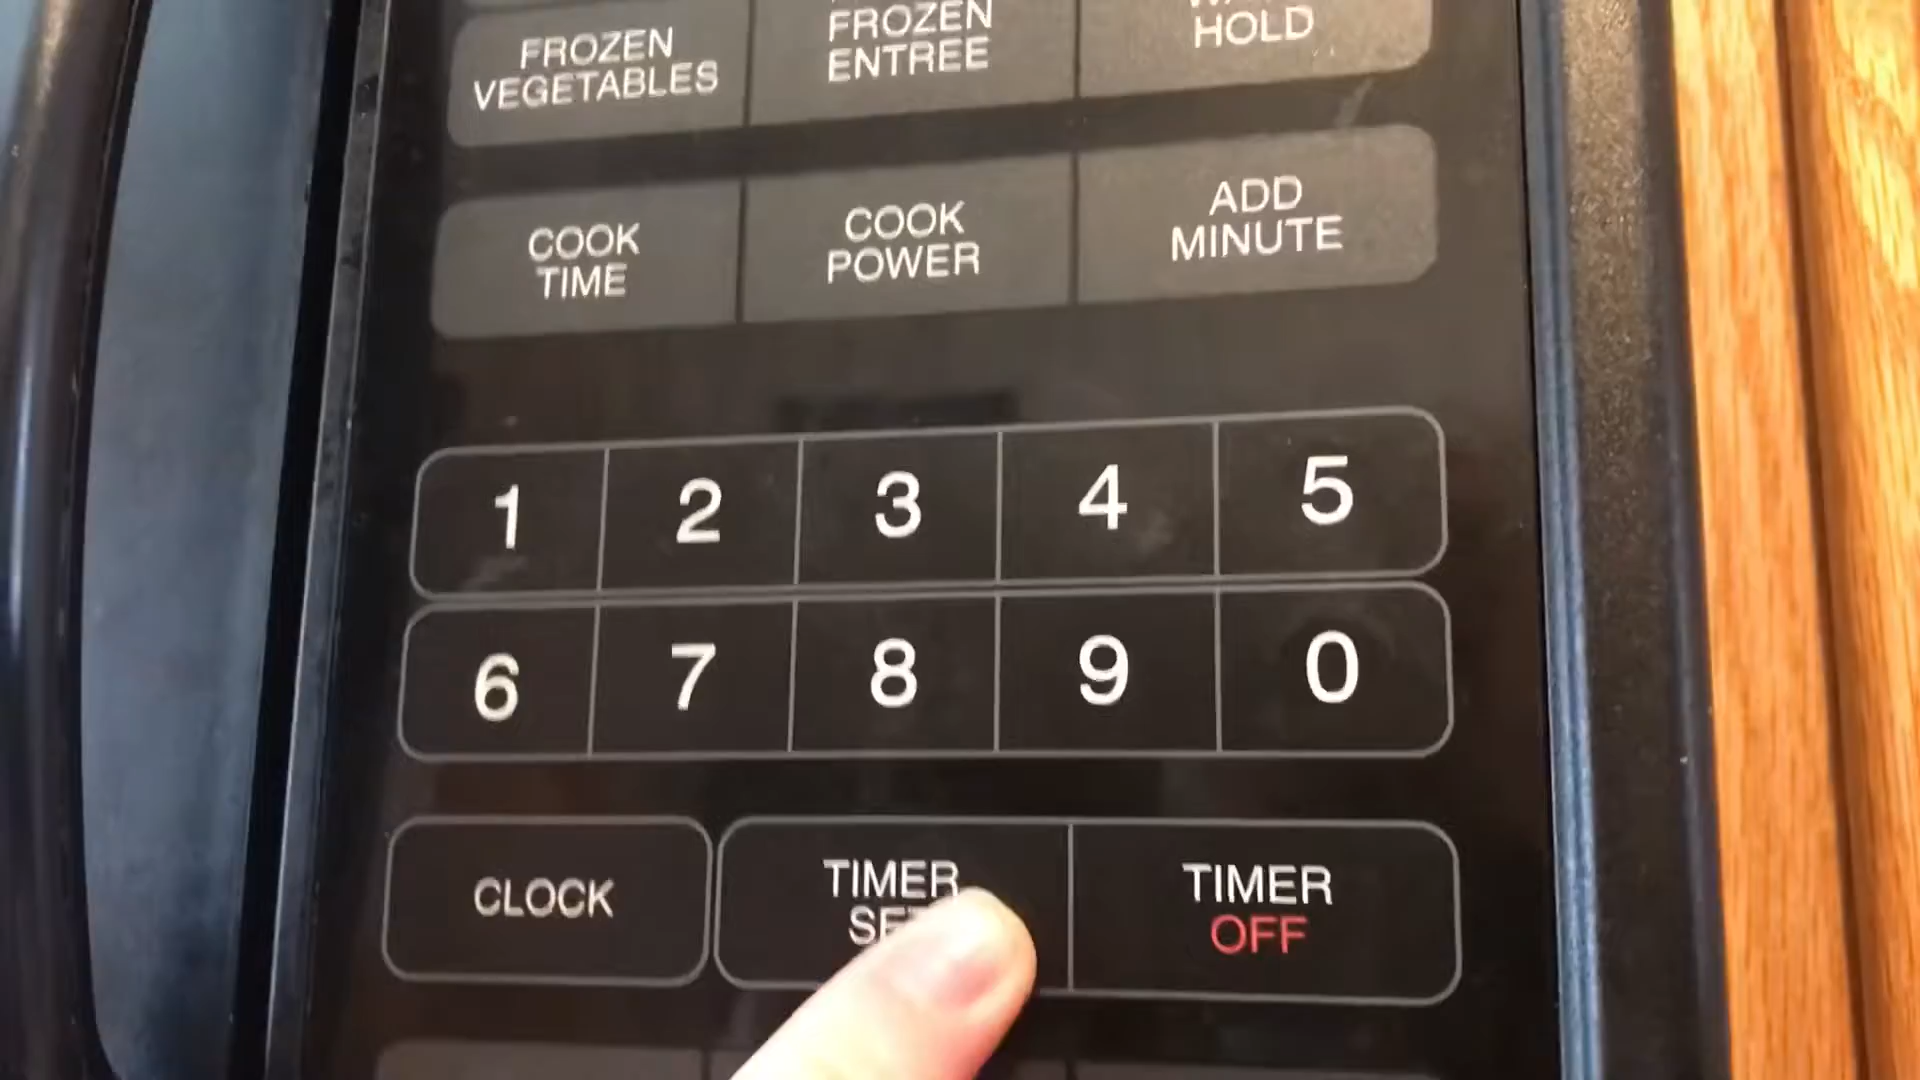 FROZEN
VEGETABLES
FROZEN
ENTREE
HOLD
COOK
TIME
COOK
POWER
ADD
MINUTE
1 2 3 4 5
6 7 8 9 0
CLOCK
TIMER
TIMER
OFF